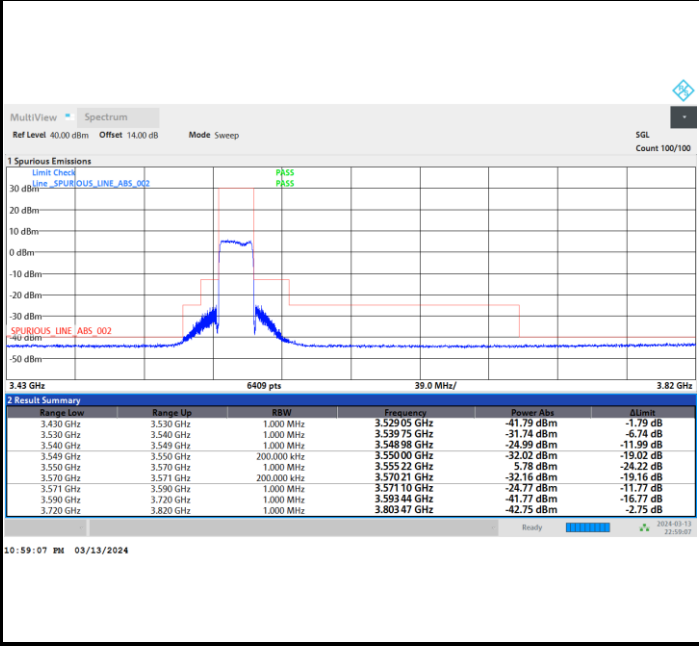 MultiView Spectrum
Ref Level 40.00 dBm Offset 14.00 dB Mode Sweep SGL
Count 100/100
1 Spurious Emissions
Limit Check PASS
Line _SPURIOUS_LINE_ABS_002 PASS
30 dBm
20 dBm
10 dBm
0 dBm
-10 dBm
-20 dBm
-30 dBm
_SPURIOUS_LINE_ABS_002
-40 dBm
-50 dBm
3.43 GHz 6409 pts 39.0 MHz/ 3.82 GHz
2 Result Summary
Range Low Range Up RBW Frequency Power Abs ΔLimit
3.430 GHz 3.530 GHz 1.000 MHz 3.529 05 GHz -41.79 dBm -1.79 dB
3.530 GHz 3.540 GHz 1.000 MHz 3.539 75 GHz -31.74 dBm -6.74 dB
3.540 GHz 3.549 GHz 1.000 MHz 3.548 98 GHz -24.99 dBm -11.99 dB
3.549 GHz 3.550 GHz 200.000 kHz 3.550 00 GHz -32.02 dBm -19.02 dB
3.550 GHz 3.570 GHz 1.000 MHz 3.555 22 GHz 5.78 dBm -24.22 dB
3.570 GHz 3.571 GHz 200.000 kHz 3.570 21 GHz -32.16 dBm -19.16 dB
3.571 GHz 3.590 GHz 1.000 MHz 3.571 10 GHz -24.77 dBm -11.77 dB
3.590 GHz 3.720 GHz 1.000 MHz 3.593 44 GHz -41.77 dBm -16.77 dB
3.720 GHz 3.820 GHz 1.000 MHz 3.803 47 GHz -42.75 dBm -2.75 dB
Ready 2024-03-13
22:59:07
10:59:07 PM 03/13/2024